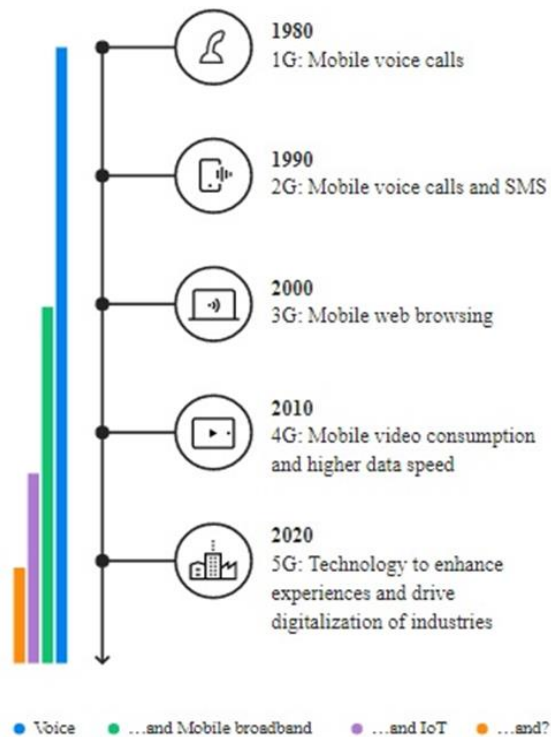 1980
1G: Mobile voice calls
1990
2G: Mobile voice calls and SMS
2000
3G: Mobile web browsing
2010
4G: Mobile video consumption
and higher data speed
2020
5G: Technology to enhance
experiences and drive
digitalization of industries
Voice ...and Mobile broadband ...and IoT ...and?